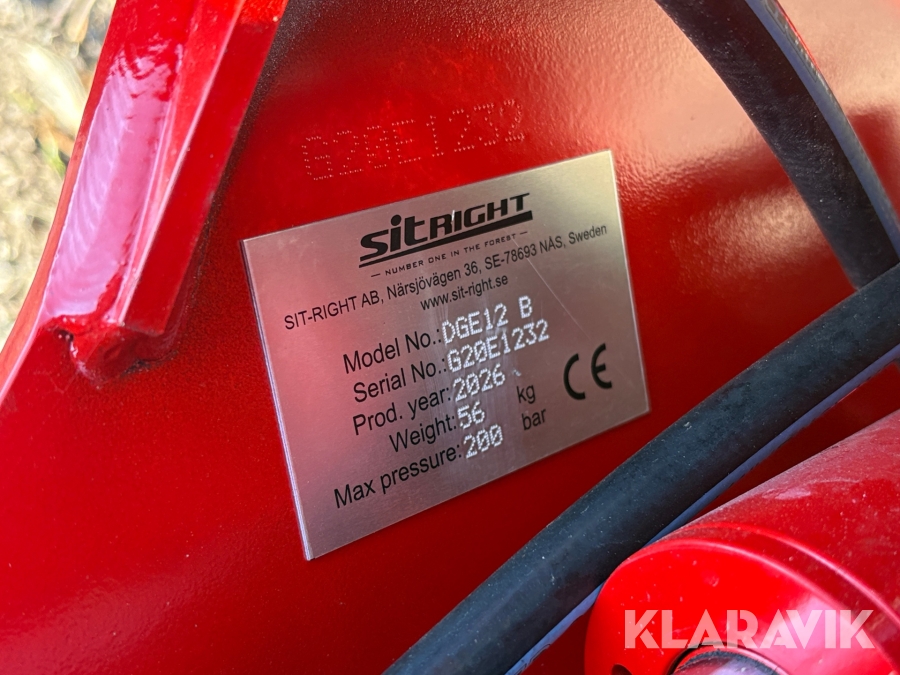 G20E1232
sitRIGHT
NUMBER ONE IN THE FOREST
SIT-RIGHT AB, Närsjövägen 36, SE-78693 NÅS, Sweden
www.sit-right.se
Model No.: DGE12 B
Serial No.: G20E1232
Prod. year: 2026
Weight: 56 kg
Max pressure: 200 bar
CE
KLARAVIK